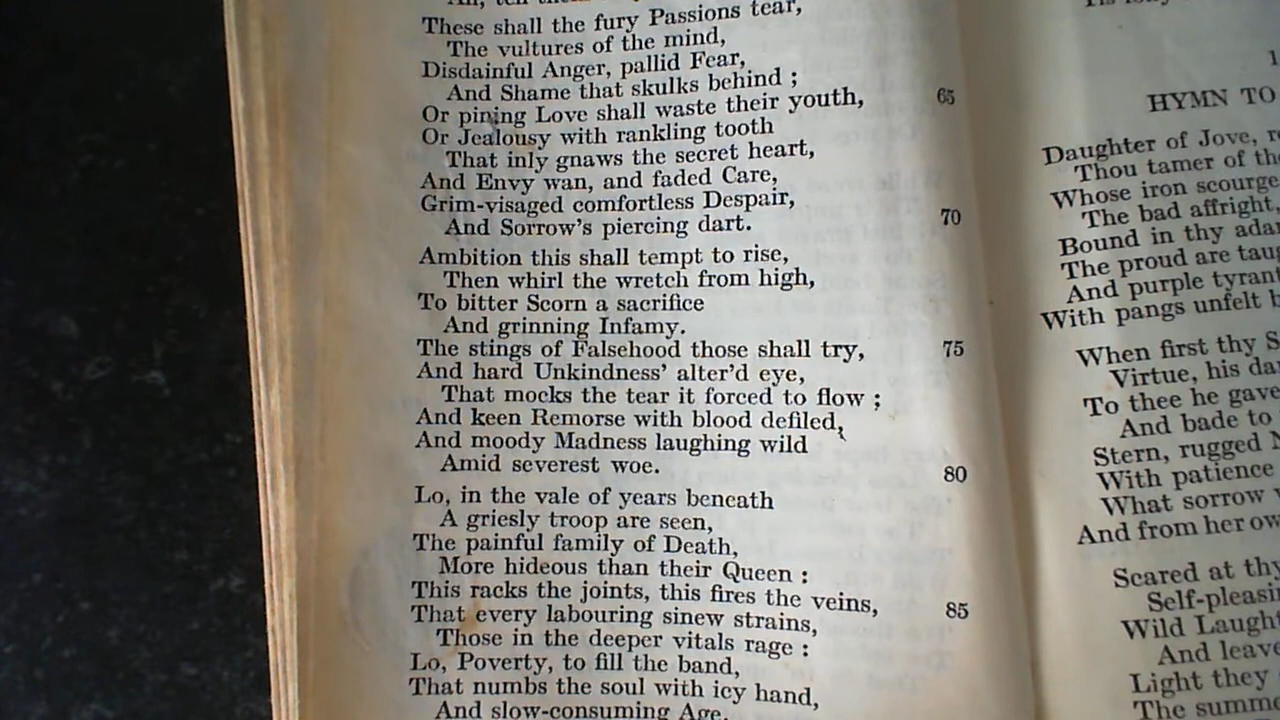 These shall the fury Passions tear,
The vultures of the mind,
Disdainful Anger, pallid Fear,
And Shame that skulks behind ;
Or pining Love shall waste their youth, 65
Or Jealousy with rankling tooth
That inly gnaws the secret heart,
And Envy wan, and faded Care,
Grim-visaged comfortless Despair,
And Sorrow's piercing dart. 70
Ambition this shall tempt to rise,
Then whirl the wretch from high,
To bitter Scorn a sacrifice
And grinning Infamy.
The stings of Falsehood those shall try, 75
And hard Unkindness' alter'd eye,
That mocks the tear it forced to flow ;
And keen Remorse with blood defiled,
And moody Madness laughing wild
Amid severest woe. 80
Lo, in the vale of years beneath
A griesly troop are seen,
The painful family of Death,
More hideous than their Queen :
This racks the joints, this fires the veins,
That every labouring sinew strains, 85
Those in the deeper vitals rage :
Lo, Poverty, to fill the band,
That numbs the soul with icy hand,
And slow-consuming Age.
HYMN TO
Daughter of Jove,
Thou tamer of
Whose iron scourge
The bad affright,
Bound in thy
The proud are
And purple
With pangs unfelt
When first thy
Virtue, his
To thee he gave
And bade to
Stern, rugged
With patience
What sorrow
And from her
Scared at
Wild
And leave
Light they
The